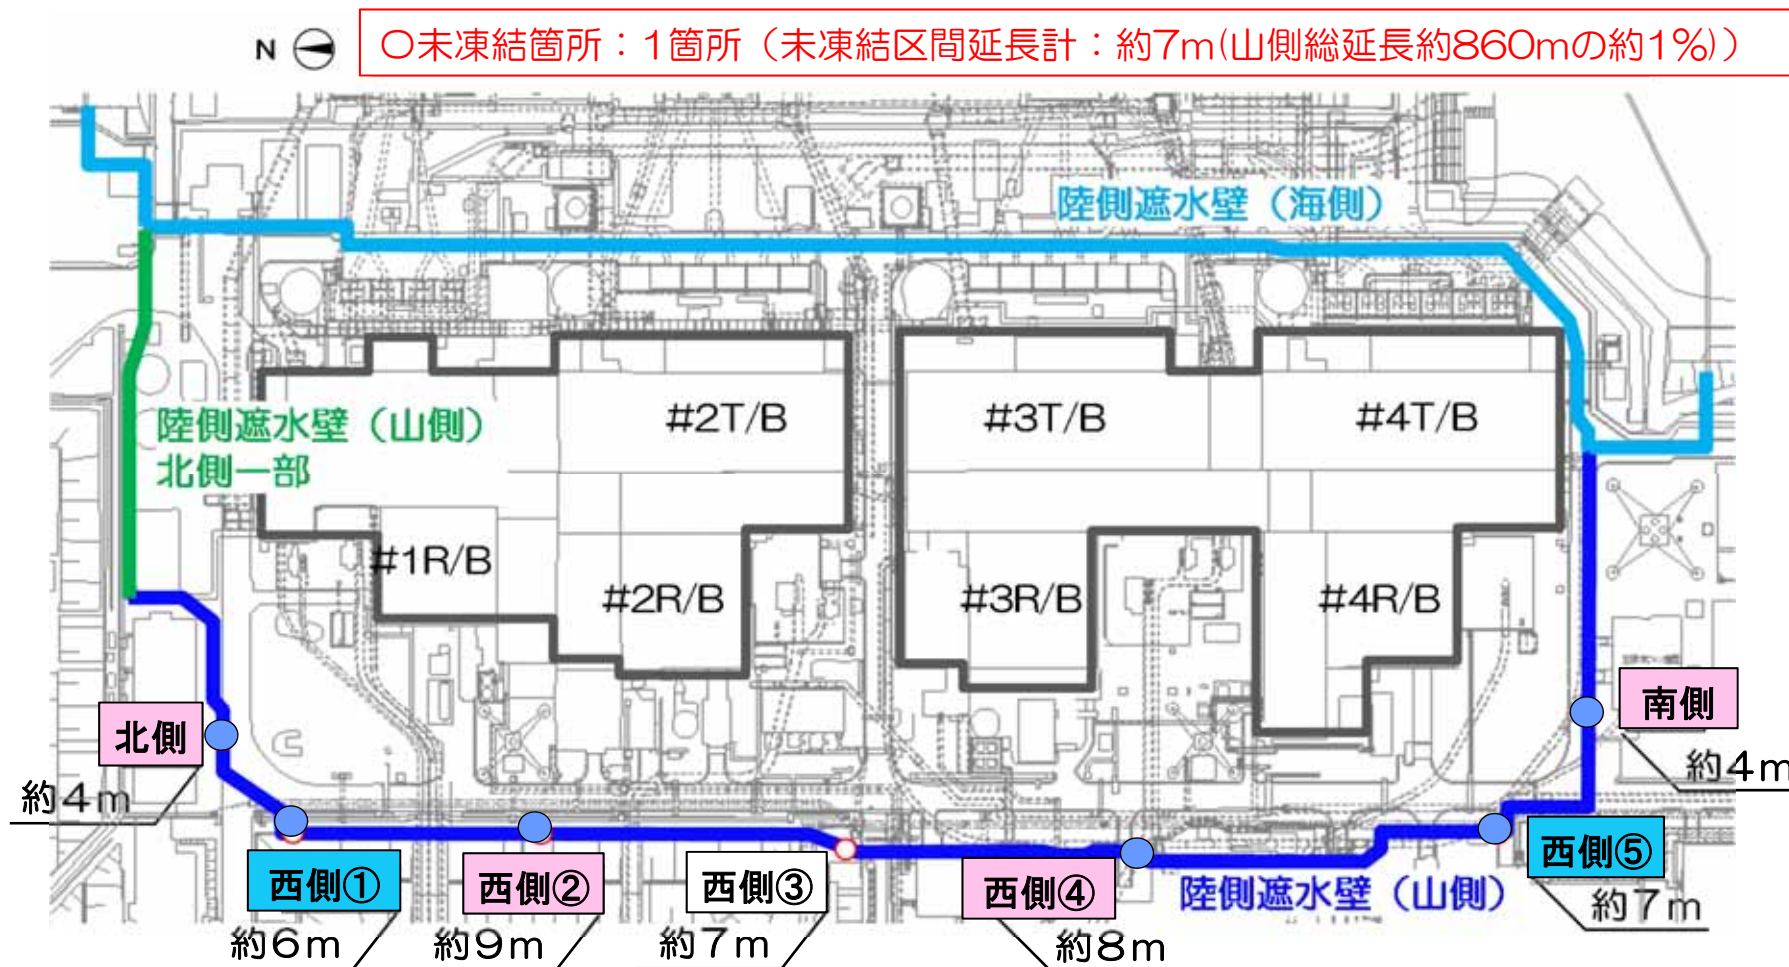 N
〇未凍結箇所：1箇所（未凍結区間延長計：約7m(山側総延長約860mの約1%)）
陸側遮水壁（海側）
陸側遮水壁（山側）
北側一部
#2T/B
#3T/B
#4T/B
#1R/B
#2R/B
#3R/B
#4R/B
北側
約4m
南側
約4m
西側①
約6m
西側②
約9m
西側③
約7m
西側④
約8m
西側⑤
約7m
陸側遮水壁（山側）